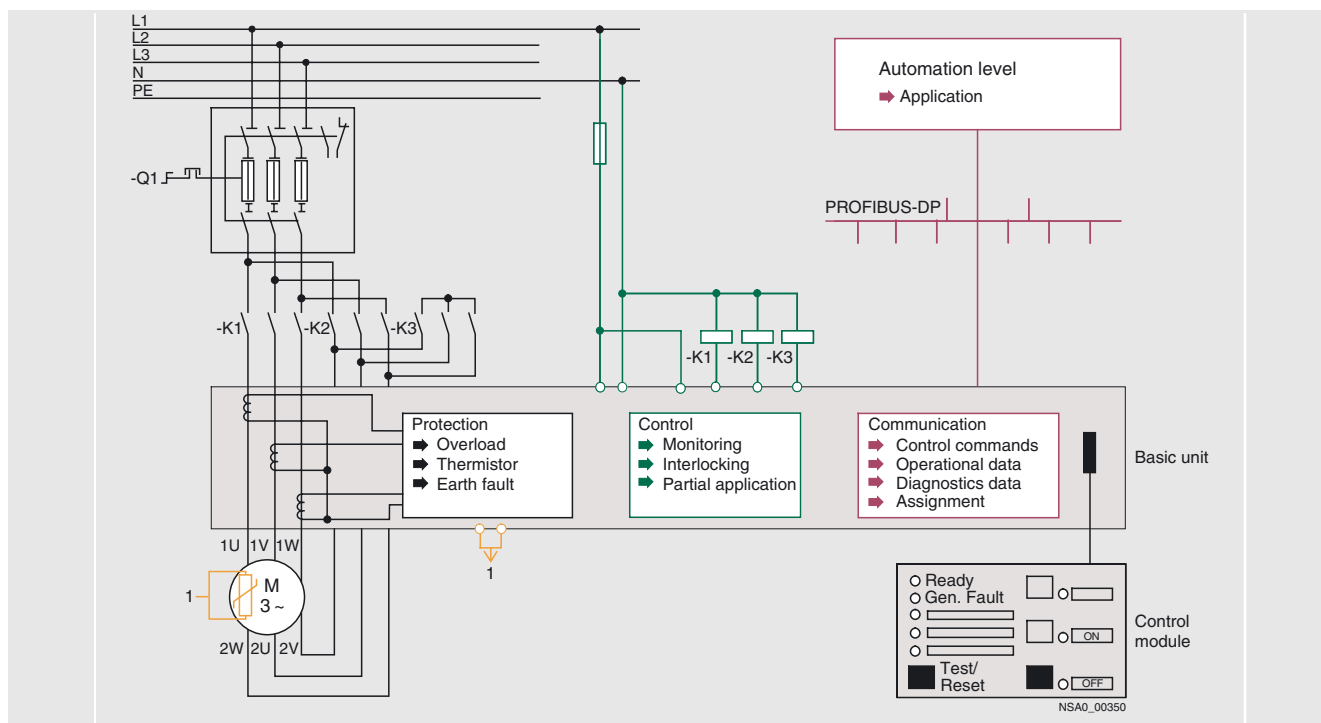 L1
L2
L3
N
PE
Automation level
Application
-Q1
PROFIBUS-DP
-K1
-K2
-K3
-K1
-K2
-K3
Protection
Overload
Thermistor
Earth fault
Control
Monitoring
Interlocking
Partial application
Communication
Control commands
Operational data
Diagnostics data
Assignment
Basic unit
1U 1V 1W
1
M
3 ~
1
2W 2U 2V
Ready
Gen. Fault
ON
Test/
Reset
OFF
Control
module
NSA0_00350